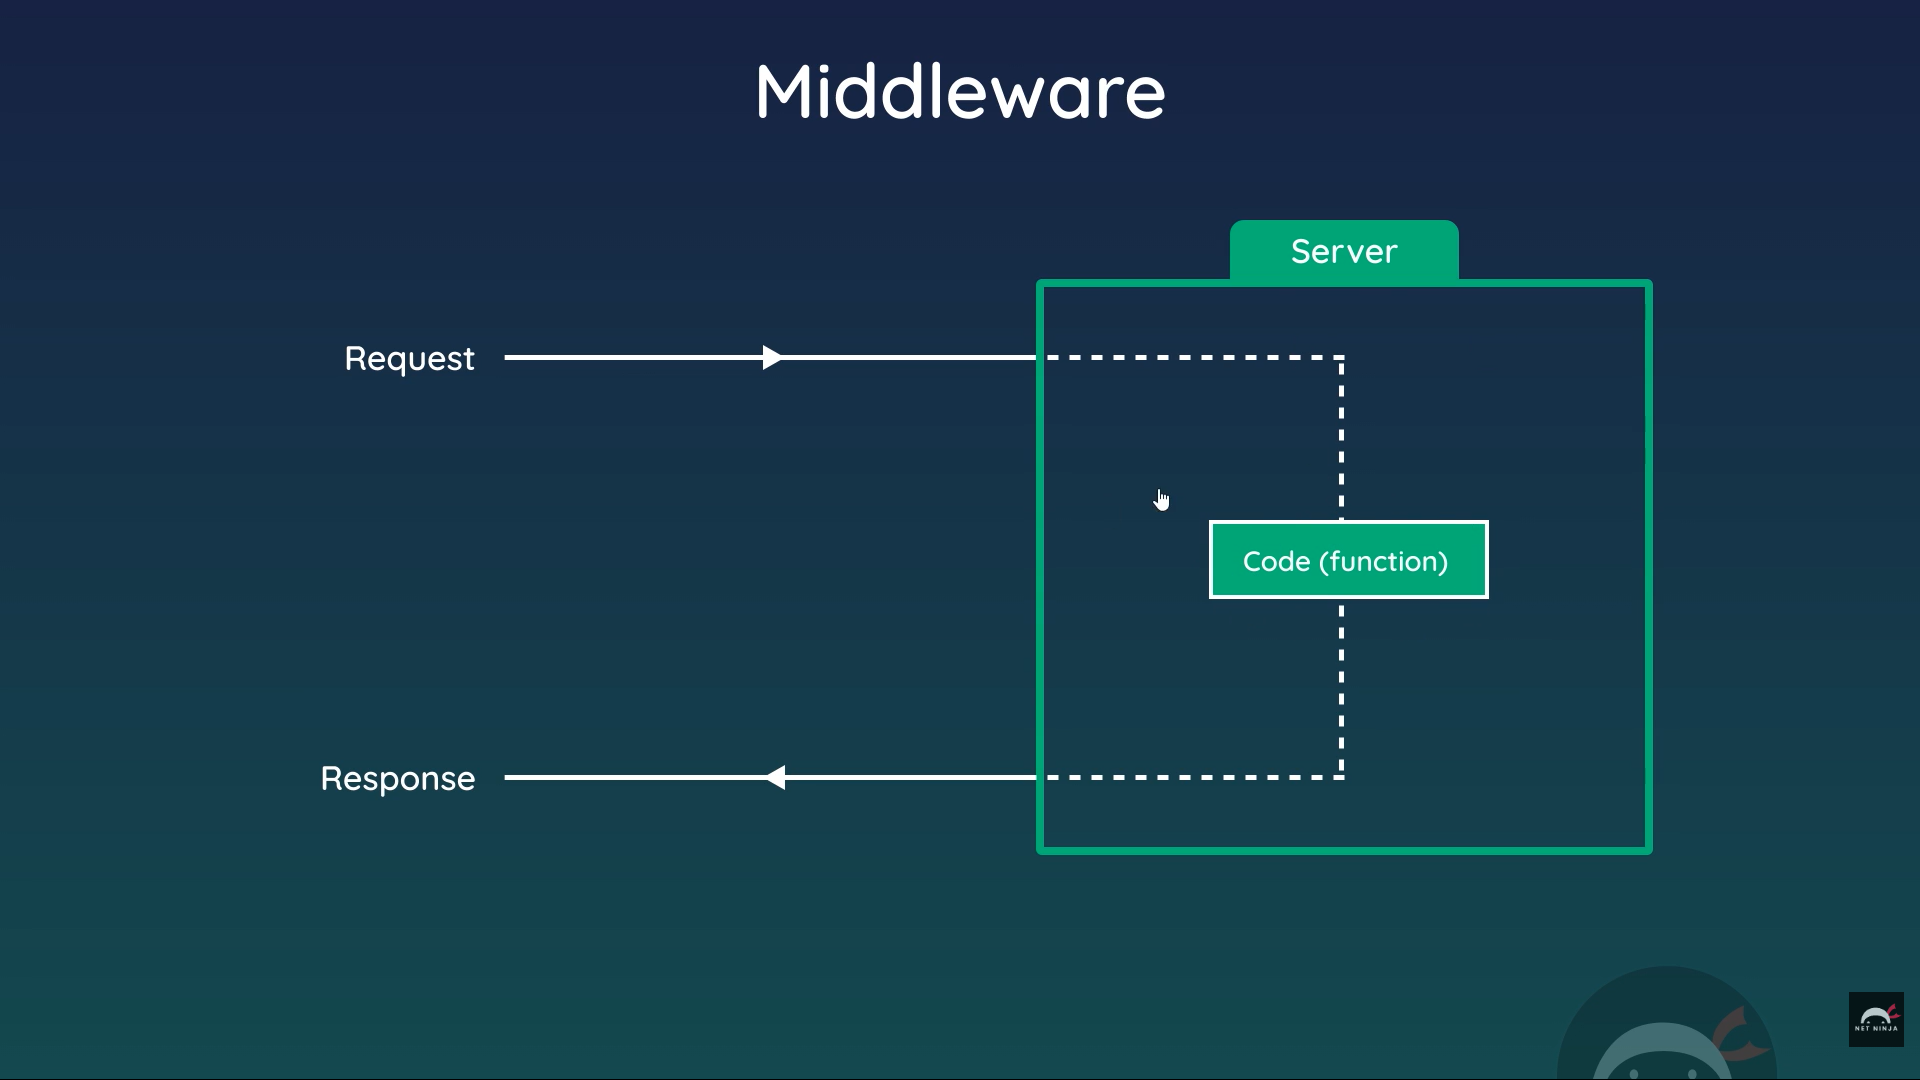 Middleware
Server
Request
Code (function)
Response
NET NINJA